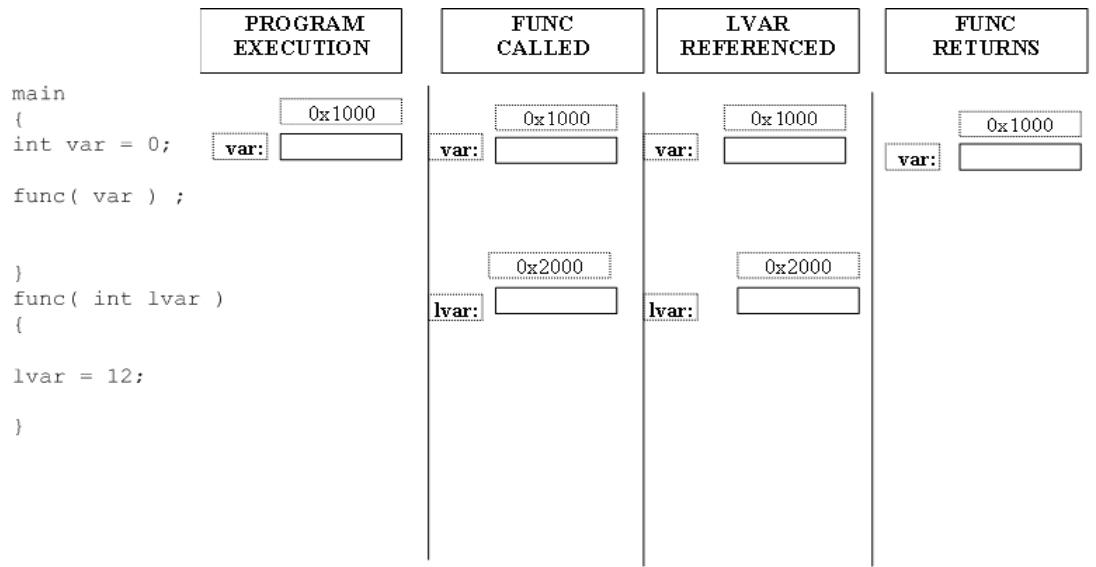 PROGRAM
EXECUTION
FUNC
CALLED
LVAR
REFERENCED
FUNC
RETURNS
main
{
int var = 0;
func( var ) ;
}
func( int lvar )
{
lvar = 12;
}
0x1000
var:
0x1000
var:
0x2000
lvar:
0x1000
var:
0x2000
lvar:
0x1000
var: